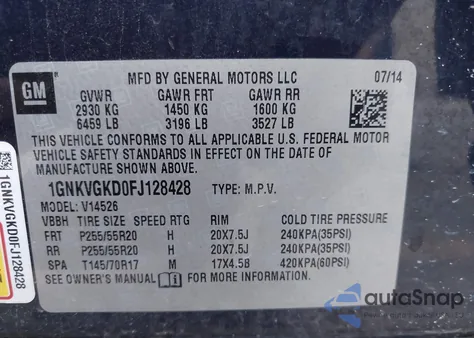 GM
MFD BY GENERAL MOTORS LLC 07/14
GVWR GAWR FRT GAWR RR
2930 KG 1450 KG 1600 KG
6459 LB 3196 LB 3527 LB
THIS VEHICLE CONFORMS TO ALL APPLICABLE U.S. FEDERAL MOTOR
VEHICLE SAFETY STANDARDS IN EFFECT ON THE DATE OF
MANUFACTURE SHOWN ABOVE.
1GNKVGKD0FJ128428 TYPE: M.P.V.
MODEL: V14526
VBBH TIRE SIZE SPEED RTG RIM COLD TIRE PRESSURE
FRT P255/55R20 H 20X7.5J 240KPA(35PSI)
RR P255/55R20 H 20X7.5J 240KPA(35PSI)
SPA T145/70R17 M 17X4.5B 420KPA(60PSI)
SEE OWNER'S MANUAL FOR MORE INFORMATION
1GNKVGKD0FJ128428
autoSnap